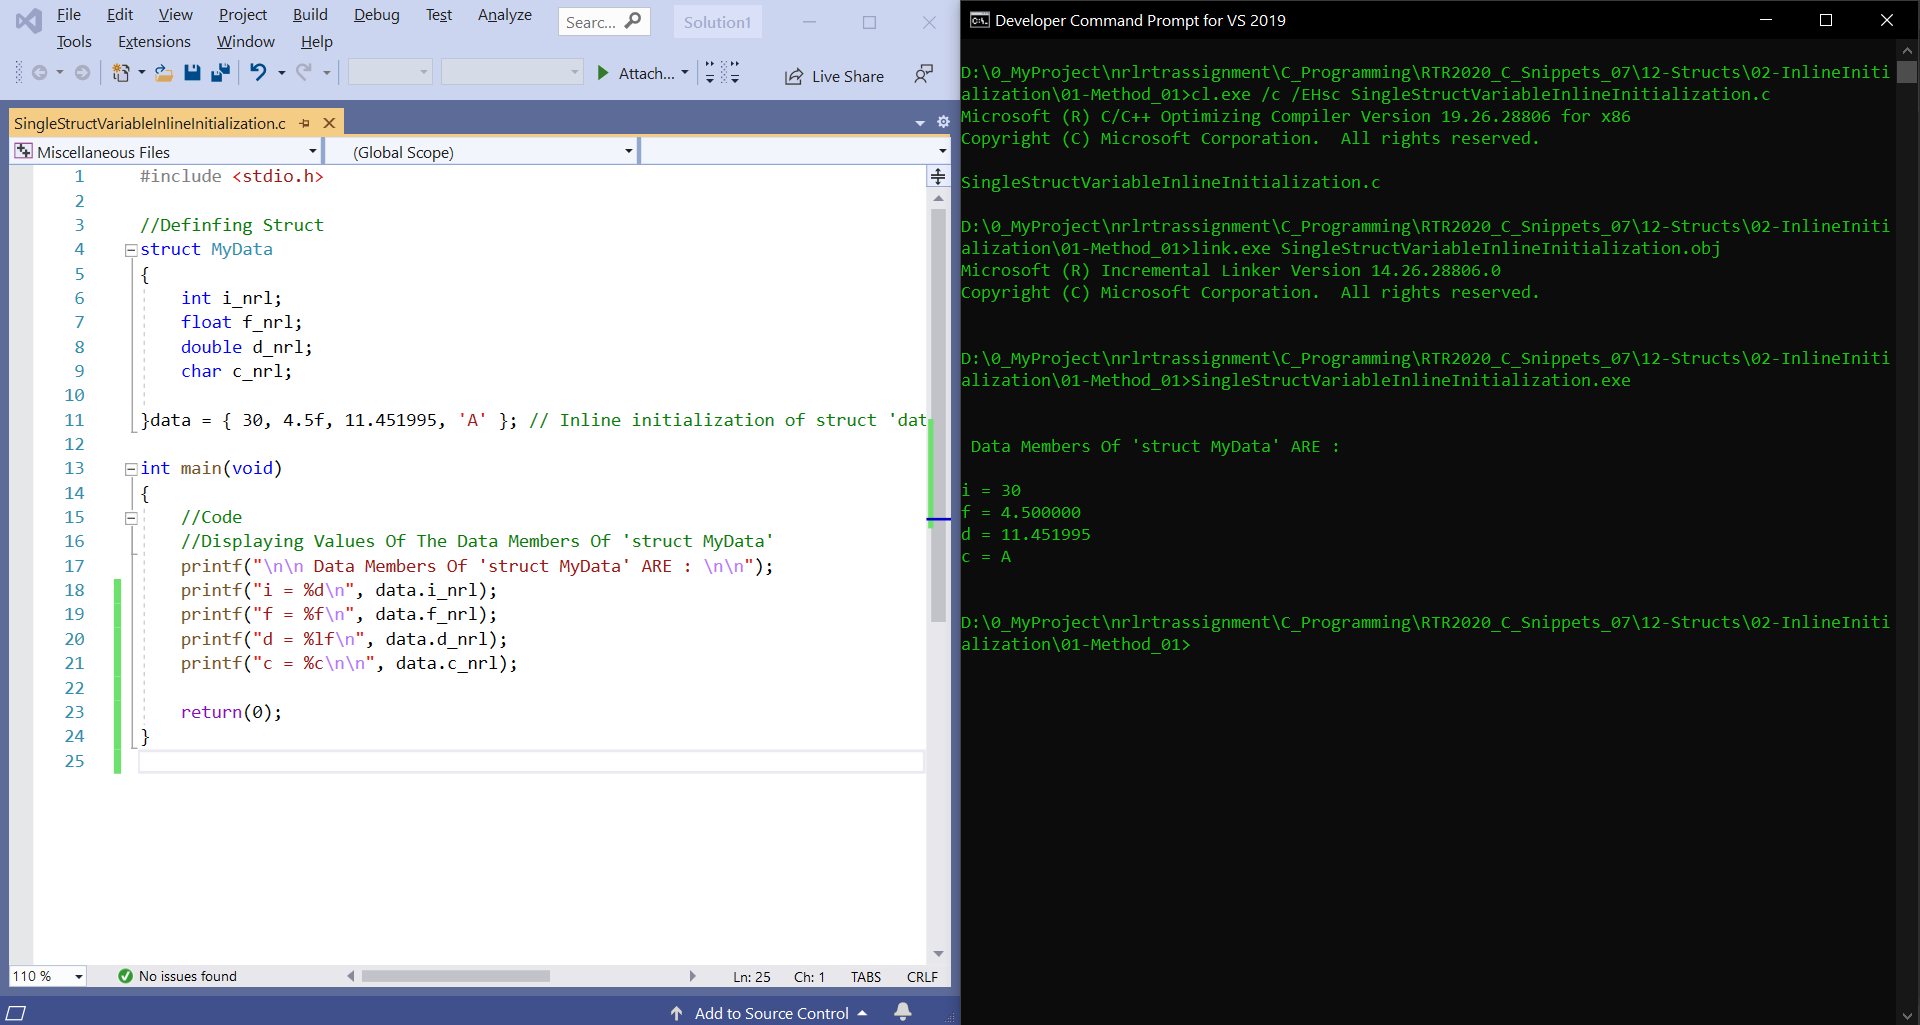 File Edit View Project Build Debug Test Analyze Searc... Solution1
Tools Extensions Window Help
Attach... Live Share
SingleStructVariableInlineInitialization.c
Miscellaneous Files (Global Scope)
1 #include <stdio.h>
2
3 //Definfing Struct
4 struct MyData
5 {
6 int i_nrl;
7 float f_nrl;
8 double d_nrl;
9 char c_nrl;
10
11 }data = { 30, 4.5f, 11.451995, 'A' }; // Inline initialization of struct 'dat
12
13 int main(void)
14 {
15 //Code
16 //Displaying Values Of The Data Members Of 'struct MyData'
17 printf("\n\n Data Members Of 'struct MyData' ARE : \n\n");
18 printf("i = %d\n", data.i_nrl);
19 printf("f = %f\n", data.f_nrl);
20 printf("d = %lf\n", data.d_nrl);
21 printf("c = %c\n\n", data.c_nrl);
22
23 return(0);
24 }
25
110 % No issues found Ln: 25 Ch: 1 TABS CRLF
Add to Source Control
Developer Command Prompt for VS 2019
D:\0_MyProject\nrlrtrassignment\C_Programming\RTR2020_C_Snippets_07\12-Structs\02-InlineIniti
alization\01-Method_01>cl.exe /c /EHsc SingleStructVariableInlineInitialization.c
Microsoft (R) C/C++ Optimizing Compiler Version 19.26.28806 for x86
Copyright (C) Microsoft Corporation.  All rights reserved.
SingleStructVariableInlineInitialization.c
D:\0_MyProject\nrlrtrassignment\C_Programming\RTR2020_C_Snippets_07\12-Structs\02-InlineIniti
alization\01-Method_01>link.exe SingleStructVariableInlineInitialization.obj
Microsoft (R) Incremental Linker Version 14.26.28806.0
Copyright (C) Microsoft Corporation.  All rights reserved.
D:\0_MyProject\nrlrtrassignment\C_Programming\RTR2020_C_Snippets_07\12-Structs\02-InlineIniti
alization\01-Method_01>SingleStructVariableInlineInitialization.exe
Data Members Of 'struct MyData' ARE :
i = 30
f = 4.500000
d = 11.451995
c = A
D:\0_MyProject\nrlrtrassignment\C_Programming\RTR2020_C_Snippets_07\12-Structs\02-InlineIniti
alization\01-Method_01>